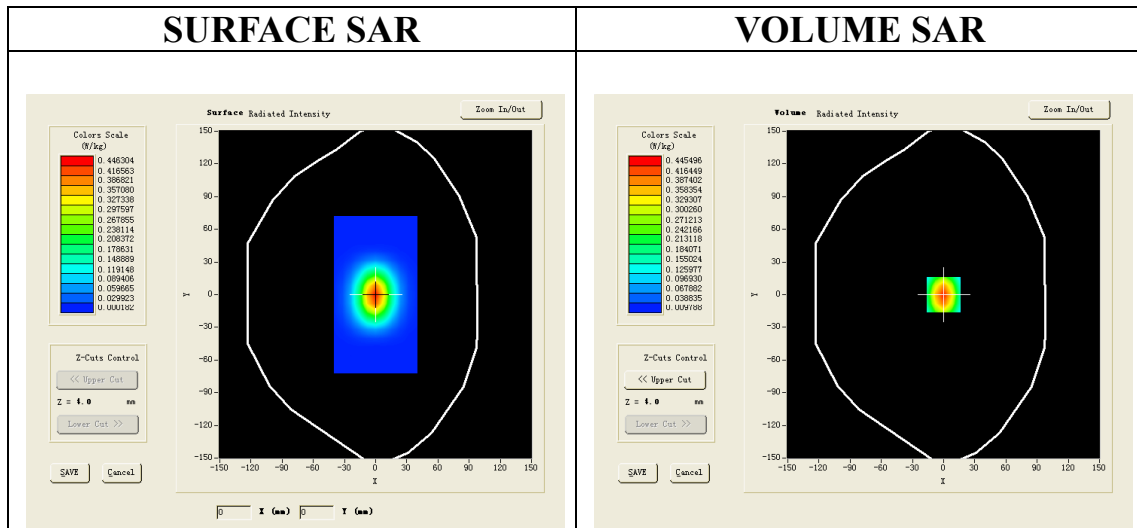 SURFACE SAR
VOLUME SAR
Surface Radiated Intensity
Zoom In/Out
Colors Scale
(W/kg)
0.446304
0.416563
0.386821
0.357080
0.327338
0.297597
0.267855
0.238114
0.208372
0.178631
0.148889
0.119148
0.089406
0.059665
0.029923
0.000182
150
120
90
60
30
0
-30
-60
-90
-120
-150
Y
-150 -120 -90 -60 -30 0 30 60 90 120 150
X
Z-Cuts Control
<< Upper Cut
Z = 4.0 mm
Lower Cut >>
SAVE Cancel
0 X (mm) 0 Y (mm)
Volume Radiated Intensity
Zoom In/Out
Colors Scale
(W/kg)
0.445496
0.416449
0.387402
0.358354
0.329307
0.300260
0.271213
0.242166
0.213118
0.184071
0.155024
0.125977
0.096930
0.067882
0.038835
0.009788
150
120
90
60
30
0
-30
-60
-90
-120
-150
Y
-150 -120 -90 -60 -30 0 30 60 90 120 150
X
Z-Cuts Control
<< Upper Cut
Z = 4.0 mm
Lower Cut >>
SAVE Cancel